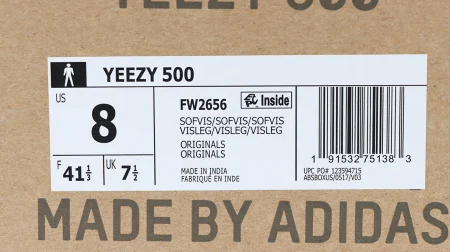 YEEZY 500
YEEZY 500
US
8
F
41 1/3
UK
7 1/2
FW2656
Inside
SOFVIS/SOFVIS/SOFVIS
VISLEG/VISLEG/VISLEG
ORIGINALS
ORIGINALS
MADE IN INDIA
FABRIQUÉ EN INDE
1 91532 75138 3
UPC PO# 123594715
ABSBOXUS/0517/V03
MADE BY ADIDAS